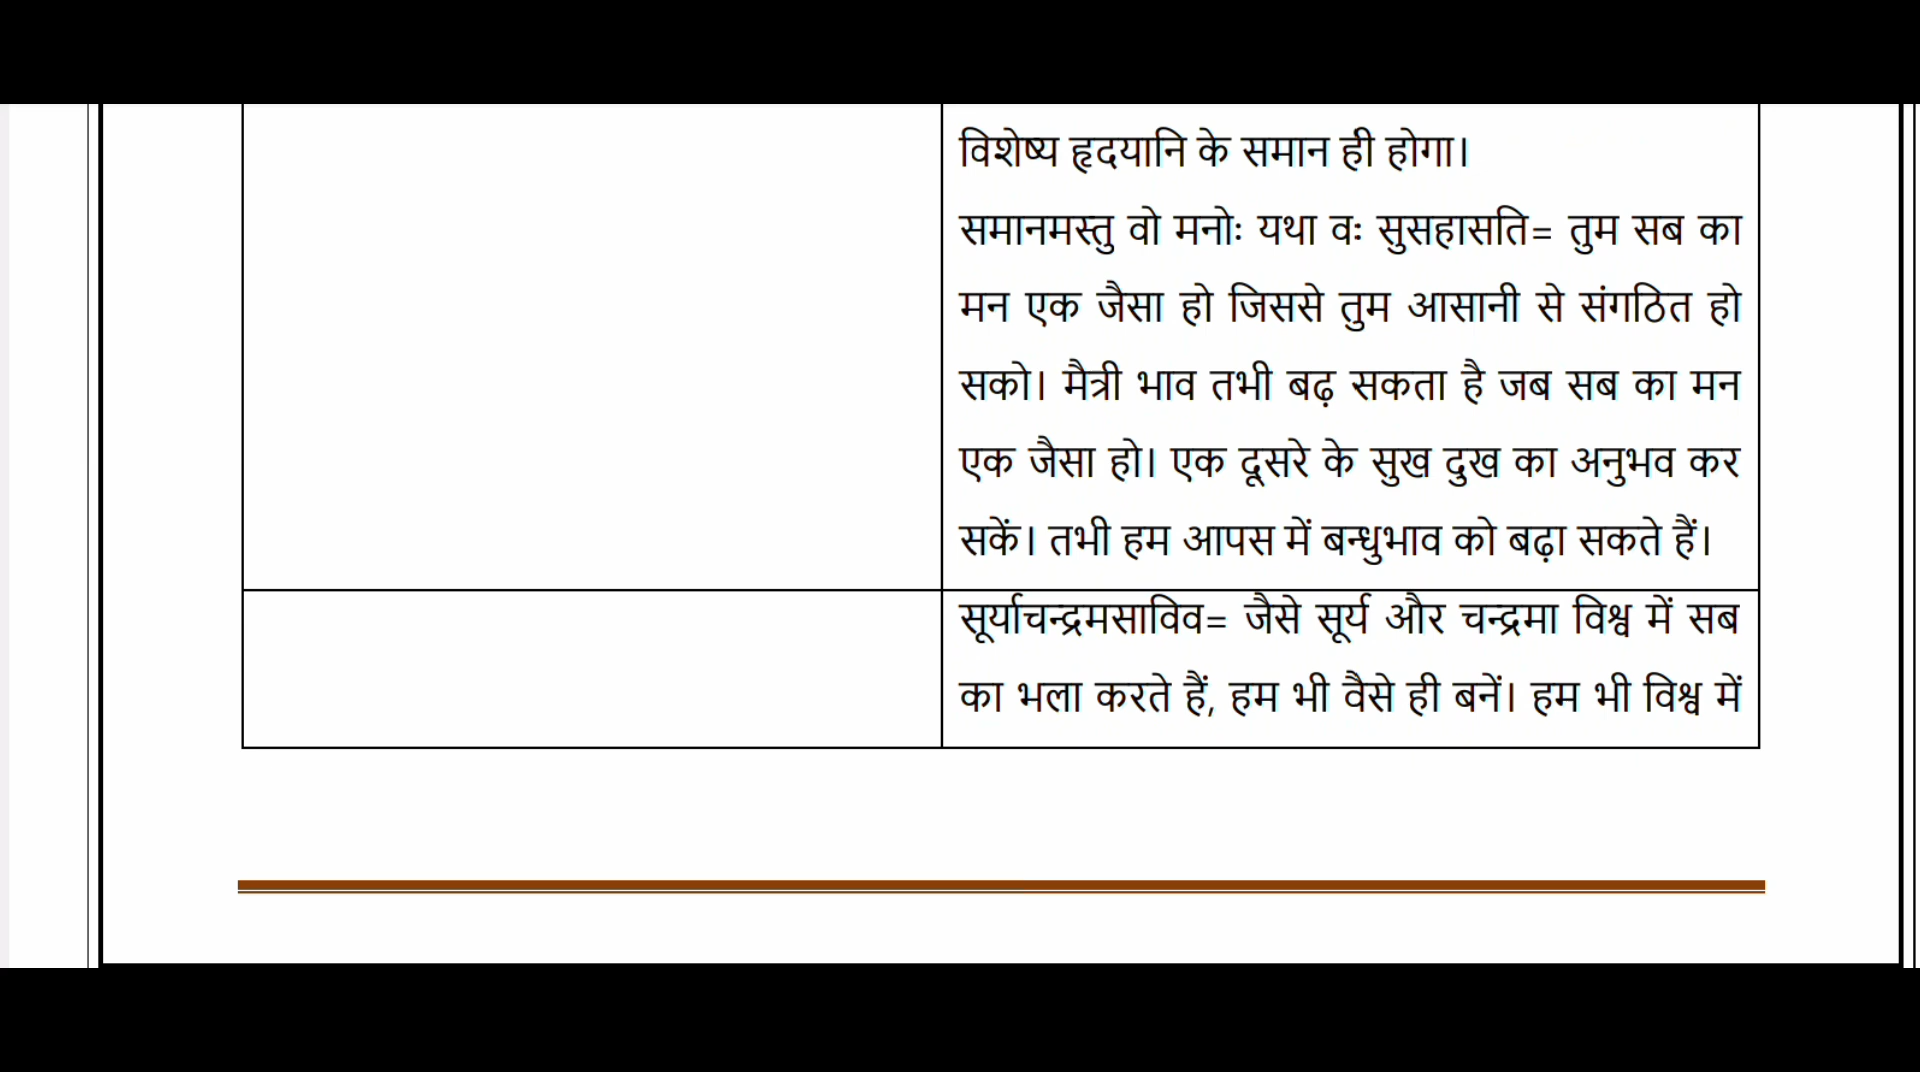 विशेष्य हृदयानि के समान ही होगा।
समानमस्तु वो मनोः यथा वः सुसहासति= तुम सब का
मन एक जैसा हो जिससे तुम आसानी से संगठित हो
सको। मैत्री भाव तभी बढ़ सकता है जब सब का मन
एक जैसा हो। एक दूसरे के सुख दुख का अनुभव कर
सकें। तभी हम आपस में बन्धुभाव को बढ़ा सकते हैं।
सूर्याचन्द्रमसाविव= जैसे सूर्य और चन्द्रमा विश्व में सब
का भला करते हैं, हम भी वैसे ही बनें। हम भी विश्व में